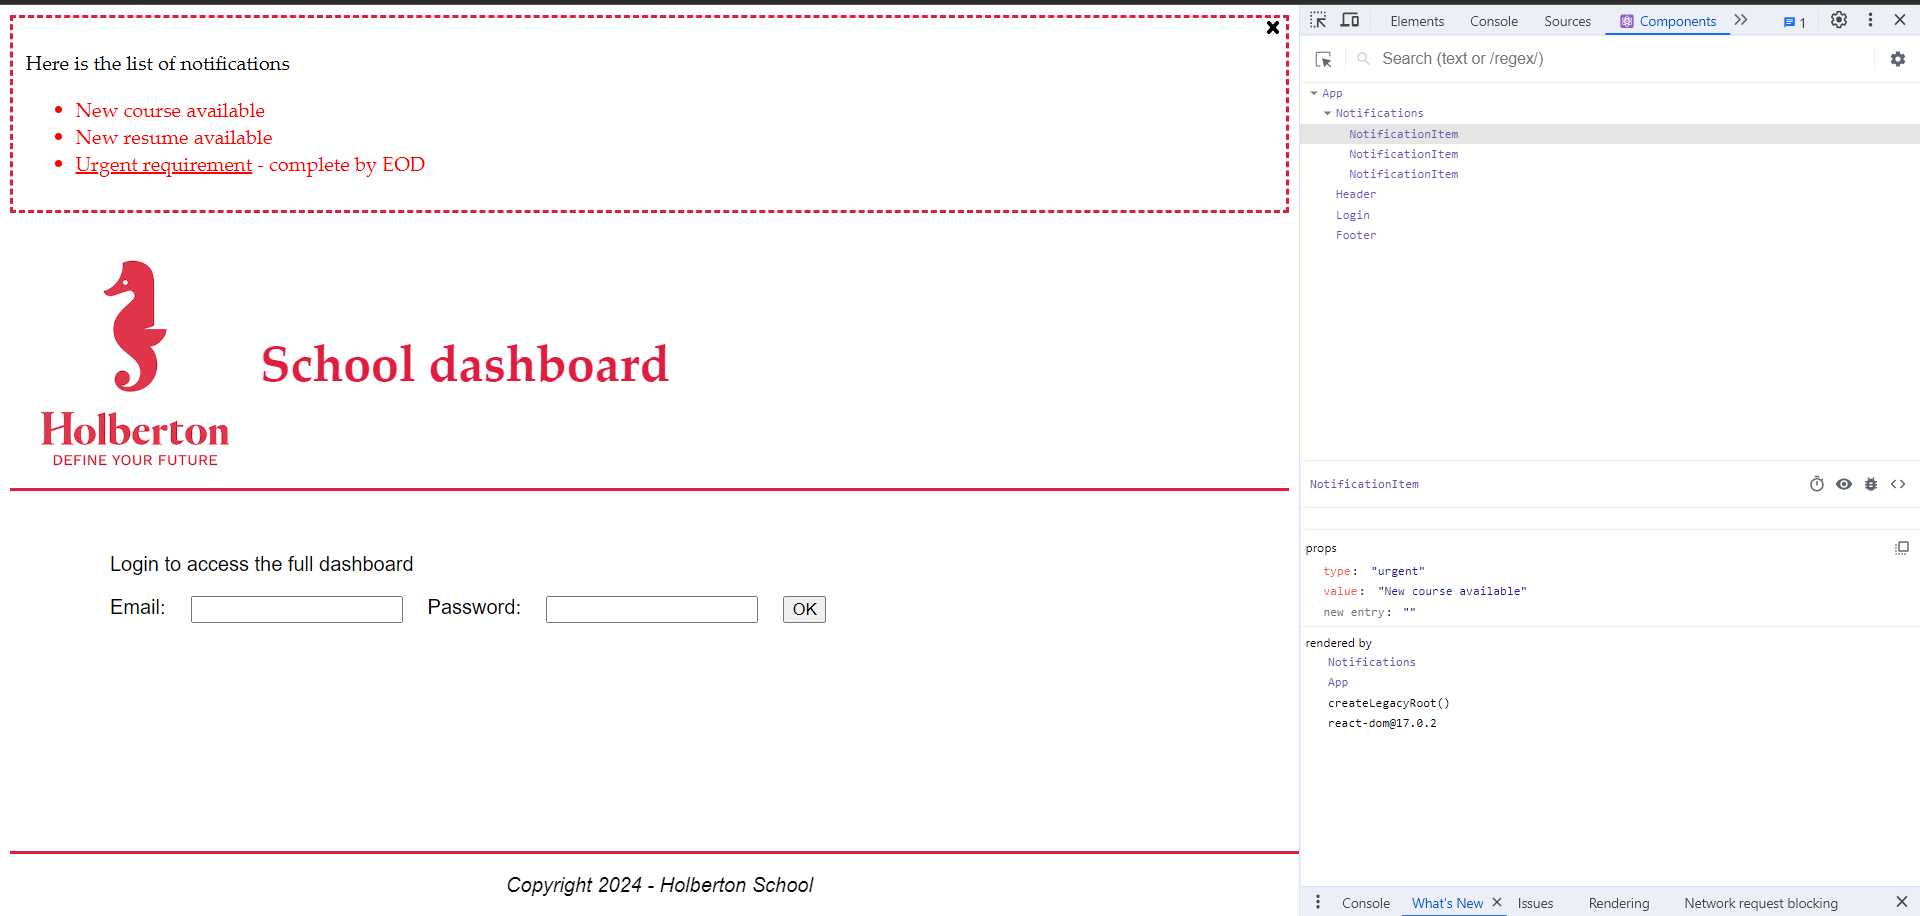 Here is the list of notifications
New course available
New resume available
Urgent requirement - complete by EOD
Holberton
DEFINE YOUR FUTURE
School dashboard
Login to access the full dashboard
Email: Password: OK
Copyright 2024 - Holberton School
Elements Console Sources Components 1
Search (text or /regex/)
App
Notifications
NotificationItem
NotificationItem
NotificationItem
Header
Login
Footer
NotificationItem
props
type: "urgent"
value: "New course available"
new entry: ""
rendered by
Notifications
App
createLegacyRoot()
react-dom@17.0.2
Console What's New Issues Rendering Network request blocking